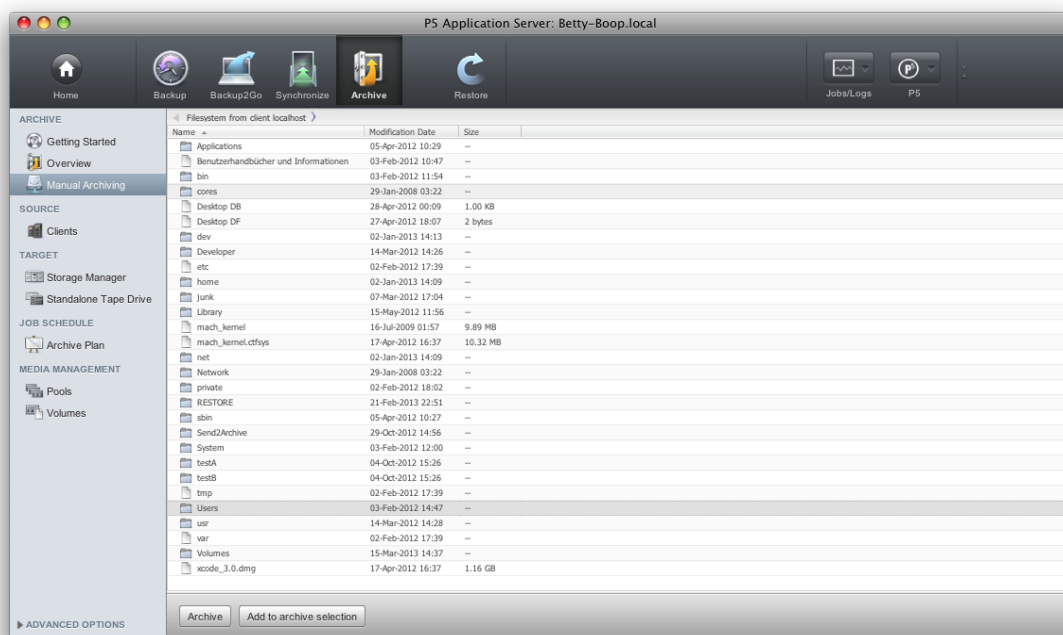 P5 Application Server: Betty-Boop.local
Home
Backup
Backup2Go
Synchronize
Archive
Restore
Jobs/Logs
P5
ARCHIVE
Getting Started
Overview
Manual Archiving
SOURCE
Clients
TARGET
Storage Manager
Standalone Tape Drive
JOB SCHEDULE
Archive Plan
MEDIA MANAGEMENT
Pools
Volumes
ADVANCED OPTIONS
Filesystem from client localhost
Name Modification Date Size
Applications 05-Apr-2012 10:29 --
Benutzerhandbücher und Informationen 03-Feb-2012 10:47 --
bin 03-Feb-2012 11:54 --
cores 29-Jan-2008 03:22 --
Desktop DB 28-Apr-2012 00:09 1.00 KB
Desktop DF 27-Apr-2012 18:07 2 bytes
dev 02-Jan-2013 14:13 --
Developer 14-Mar-2012 14:26 --
etc 02-Feb-2012 17:39 --
home 02-Jan-2013 14:09 --
junk 07-Mar-2012 17:04 --
Library 15-May-2012 11:56 --
mach_kernel 16-Jul-2009 01:57 9.89 MB
mach_kernel.ctfsys 17-Apr-2012 16:37 10.32 MB
net 02-Jan-2013 14:09 --
Network 29-Jan-2008 03:22 --
private 02-Feb-2012 18:02 --
RESTORE 21-Feb-2013 22:51 --
sbin 05-Apr-2012 10:27 --
Send2Archive 29-Oct-2012 14:56 --
System 03-Feb-2012 12:00 --
testA 04-Oct-2012 15:26 --
testB 04-Oct-2012 15:26 --
tmp 02-Feb-2012 17:39 --
Users 03-Feb-2012 14:47 --
usr 14-Mar-2012 14:28 --
var 02-Feb-2012 17:39 --
Volumes 15-Mar-2013 14:37 --
xcode_3.0.dmg 17-Apr-2012 16:37 1.16 GB
Archive
Add to archive selection